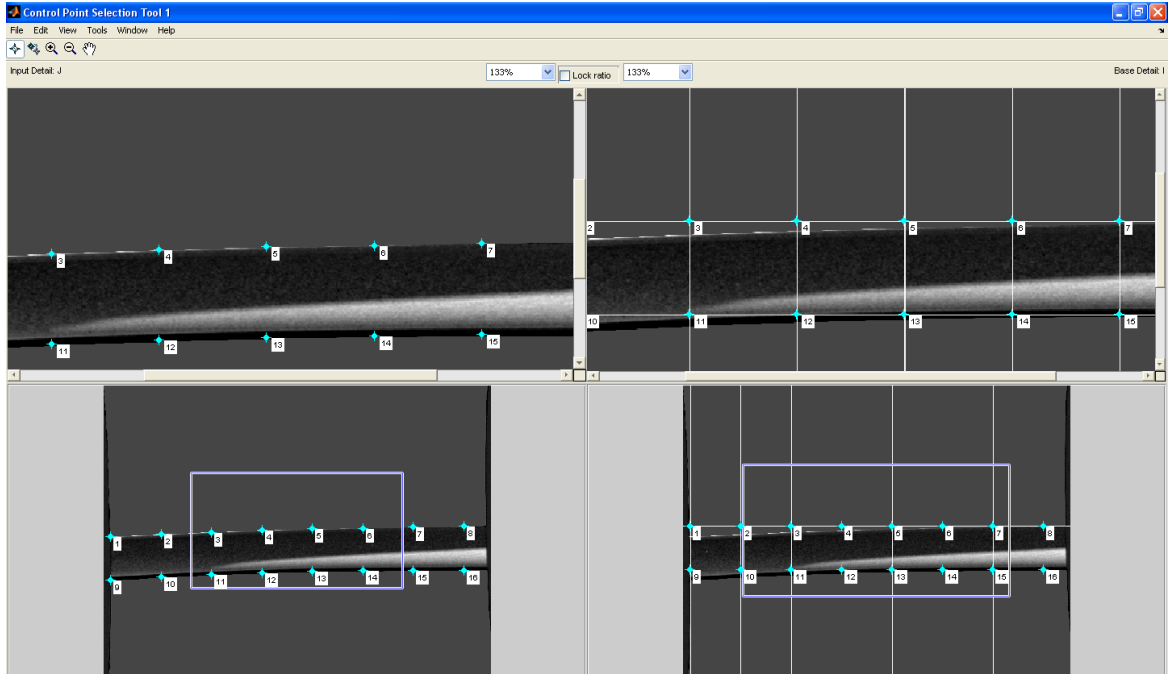 Control Point Selection Tool 1
File Edit View Tools Window Help
Input Detail: J
133%
Lock ratio
133%
Base Detail: I
3 4 5 6 7
11 12 13 14 15
2 3 4 5 6 7
10 11 12 13 14 15
1 2 3 4 5 6 7 8
9 10 11 12 13 14 15 16
1 2 3 4 5 6 7 8
9 10 11 12 13 14 15 16